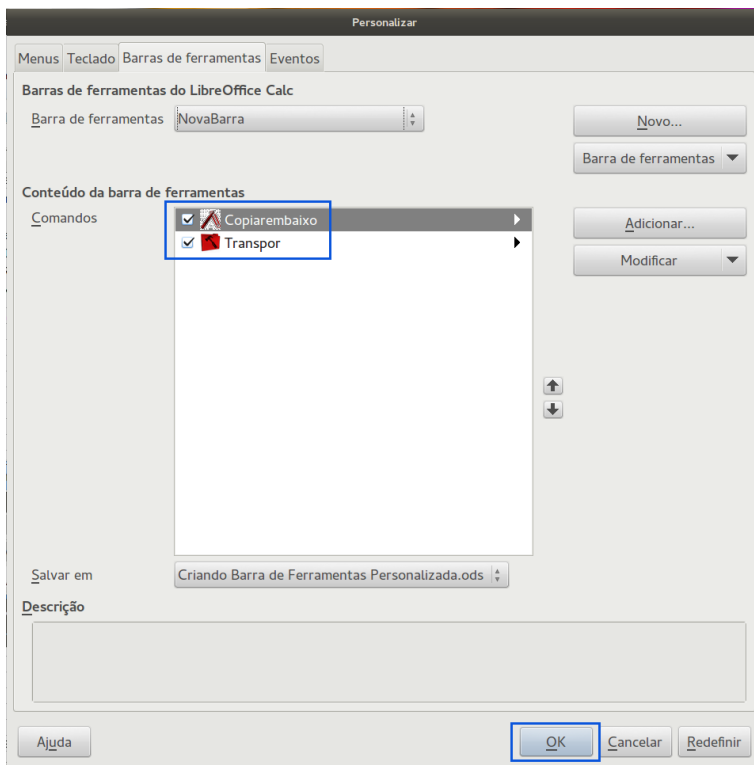 Personalizar
Menus Teclado Barras de ferramentas Eventos
Barras de ferramentas do LibreOffice Calc
Barra de ferramentas NovaBarra Novo...
Barra de ferramentas
Conteúdo da barra de ferramentas
Comandos Copiarembaixo Adicionar...
Transpor
Modificar
Salvar em Criando Barra de Ferramentas Personalizada.ods
Descrição
Ajuda OK Cancelar Redefinir